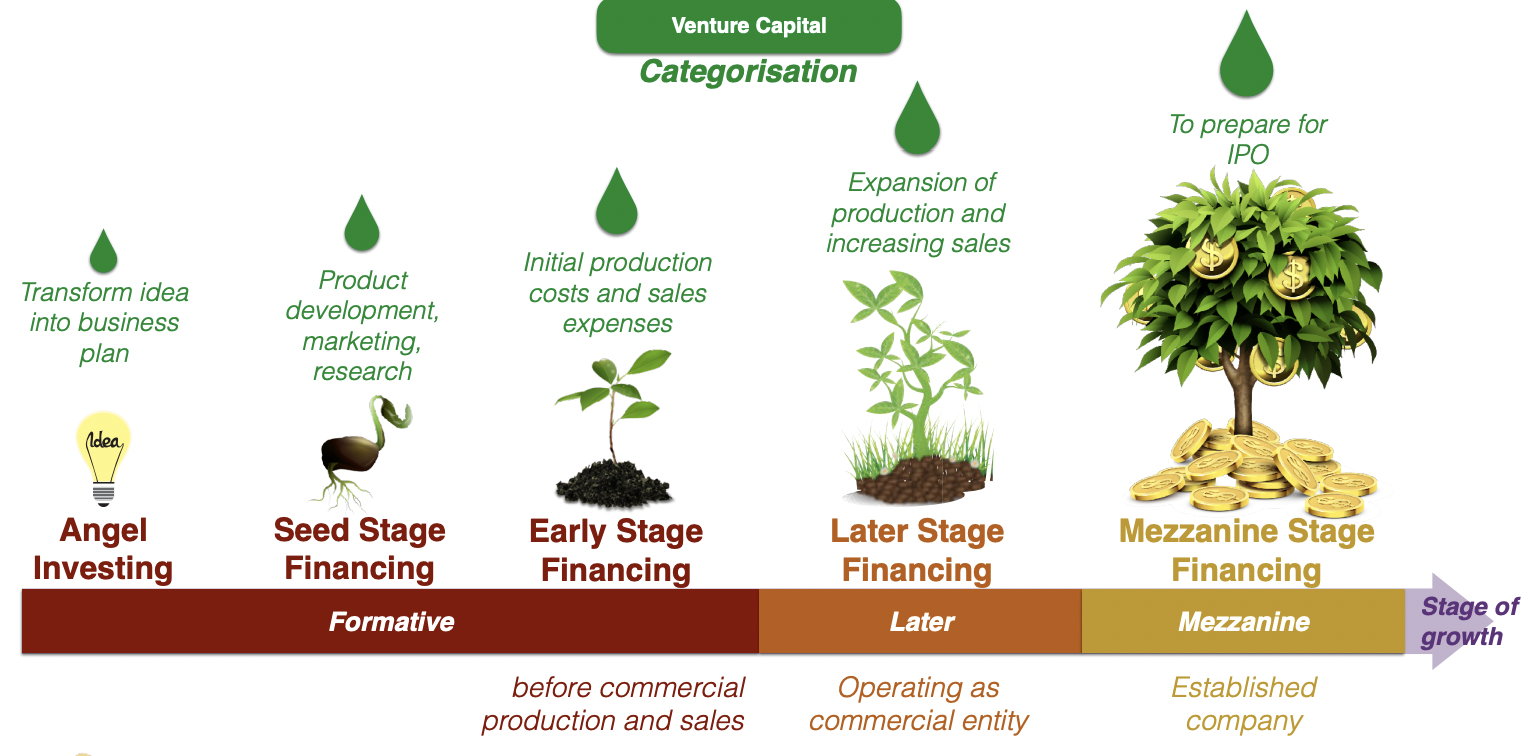 Venture Capital
Categorisation
Transform idea
into business
plan
Idea
Angel
Investing
Product
development,
marketing,
research
Seed Stage
Financing
Initial production
costs and sales
expenses
Early Stage
Financing
Expansion of
production and
increasing sales
Later Stage
Financing
To prepare for
IPO
$
$
$
Mezzanine Stage
Financing
Formative
Later
Mezzanine
Stage of
growth
before commercial
production and sales
Operating as
commercial entity
Established
company